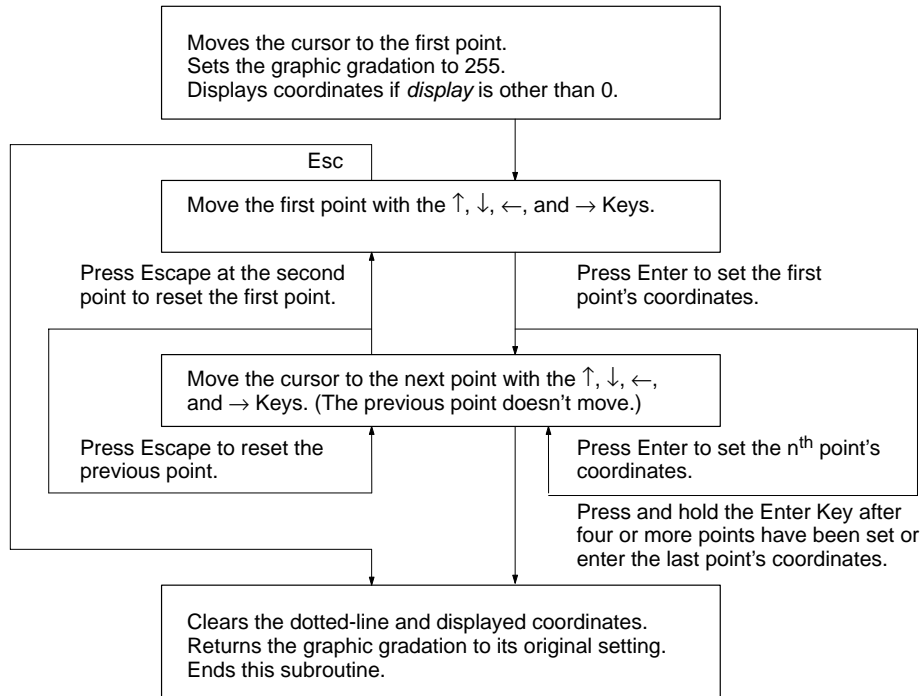 Moves the cursor to the first point.
Sets the graphic gradation to 255.
Displays coordinates if display is other than 0.
Esc
Move the first point with the ↑, ↓, ←, and → Keys.
Press Escape at the second
point to reset the first point.
Press Enter to set the first
point's coordinates.
Move the cursor to the next point with the ↑, ↓, ←,
and → Keys. (The previous point doesn't move.)
Press Escape to reset the
previous point.
Press Enter to set the nth point's
coordinates.
Press and hold the Enter Key after
four or more points have been set or
enter the last point's coordinates.
Clears the dotted-line and displayed coordinates.
Returns the graphic gradation to its original setting.
Ends this subroutine.